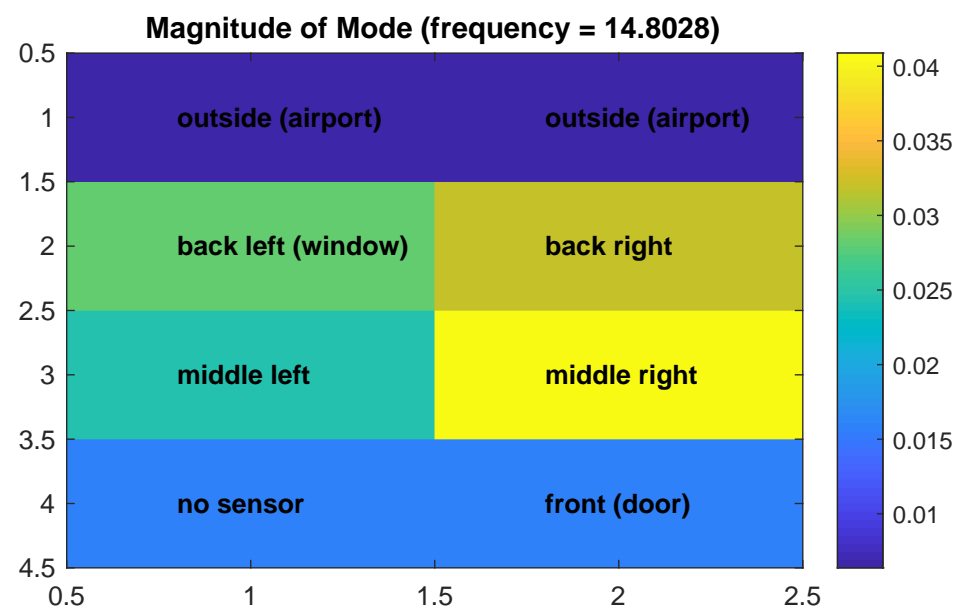 Magnitude of Mode (frequency = 14.8028)
0.5
1
1.5
2
2.5
3
3.5
4
4.5
outside (airport) outside (airport)
back left (window) back right
middle left middle right
no sensor front (door)
0.5 1 1.5 2 2.5
0.04
0.035
0.03
0.025
0.02
0.015
0.01